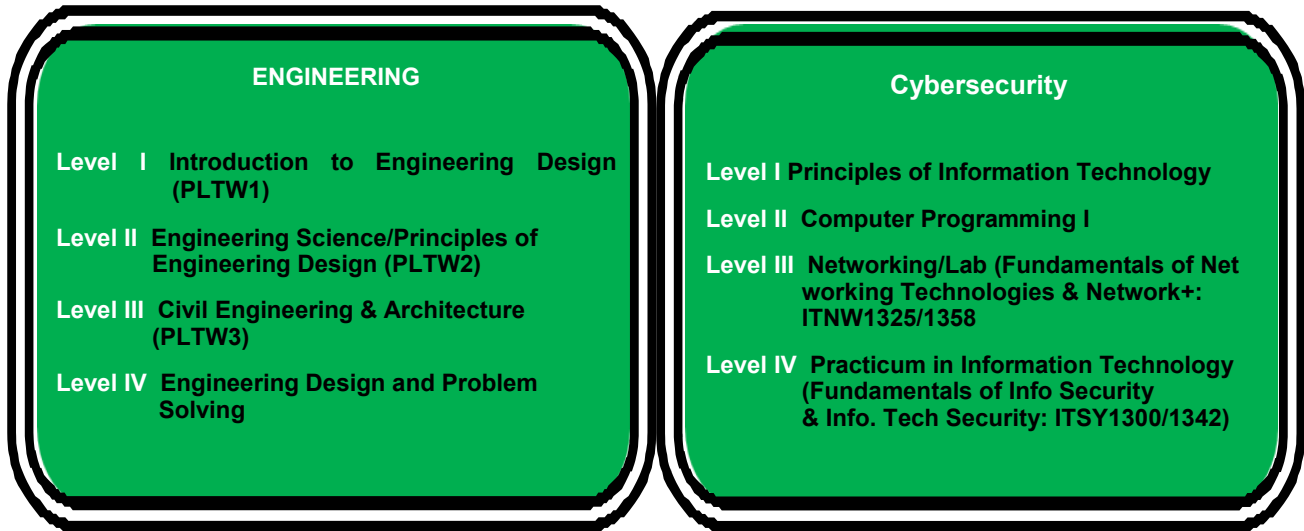 ENGINEERING
Level I Introduction to Engineering Design
(PLTW1)
Level II Engineering Science/Principles of
Engineering Design (PLTW2)
Level III Civil Engineering & Architecture
(PLTW3)
Level IV Engineering Design and Problem
Solving
Cybersecurity
Level I Principles of Information Technology
Level II Computer Programming I
Level III Networking/Lab (Fundamentals of Net
working Technologies & Network+:
ITNW1325/1358
Level IV Practicum in Information Technology
(Fundamentals of Info Security
& Info. Tech Security: ITSY1300/1342)